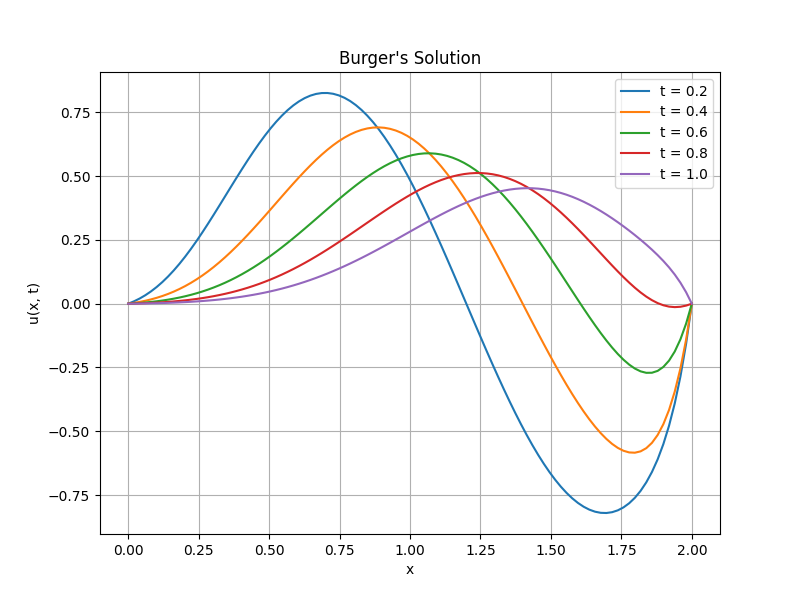 Burger's Solution
t = 0.2
t = 0.4
t = 0.6
t = 0.8
t = 1.0
0.75
0.50
0.25
0.00
−0.25
−0.50
−0.75
u(x, t)
0.00 0.25 0.50 0.75 1.00 1.25 1.50 1.75 2.00
x